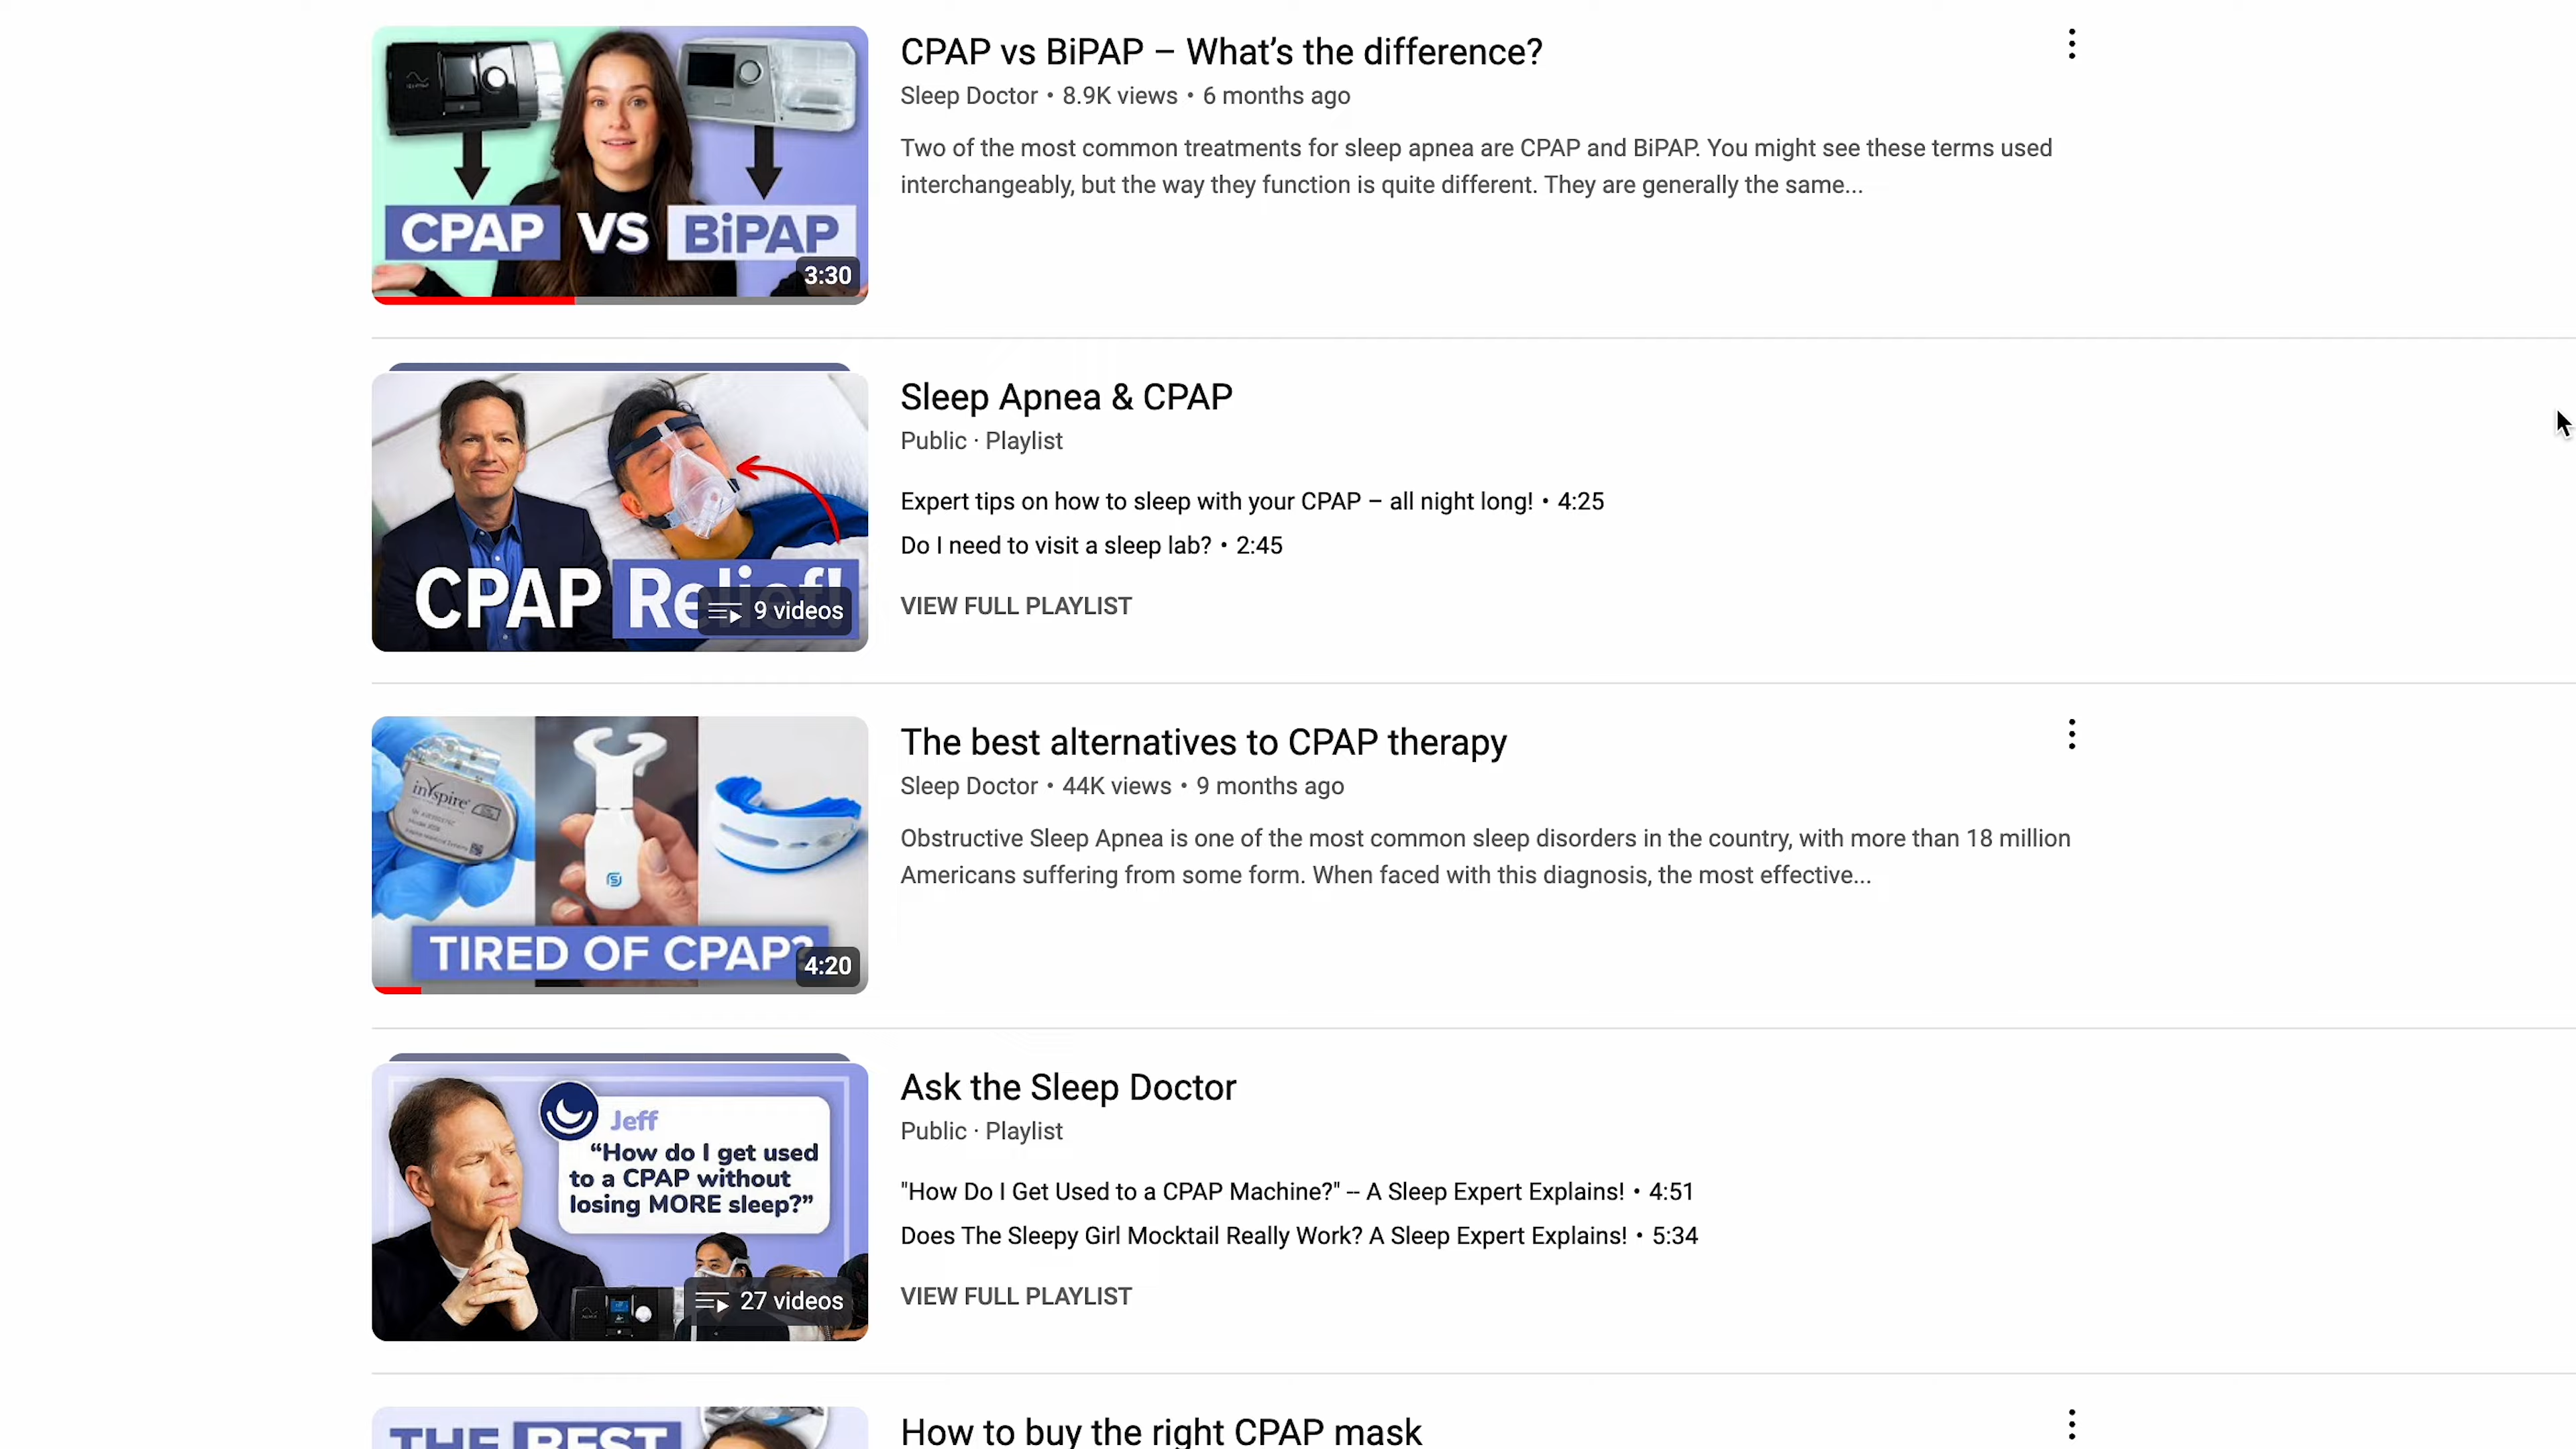 CPAP VS BiPAP
3:30
CPAP vs BiPAP – What's the difference?
Sleep Doctor • 8.9K views • 6 months ago
Two of the most common treatments for sleep apnea are CPAP and BiPAP. You might see these terms used
interchangeably, but the way they function is quite different. They are generally the same...
CPAP Relief!
9 videos
Sleep Apnea & CPAP
Public · Playlist
Expert tips on how to sleep with your CPAP – all night long! • 4:25
Do I need to visit a sleep lab? • 2:45
VIEW FULL PLAYLIST
inspire
TIRED OF CPAP?
4:20
The best alternatives to CPAP therapy
Sleep Doctor • 44K views • 9 months ago
Obstructive Sleep Apnea is one of the most common sleep disorders in the country, with more than 18 million
Americans suffering from some form. When faced with this diagnosis, the most effective...
Jeff
“How do I get used
to a CPAP without
losing MORE sleep?”
27 videos
Ask the Sleep Doctor
Public · Playlist
"How Do I Get Used to a CPAP Machine?" -- A Sleep Expert Explains! • 4:51
Does The Sleepy Girl Mocktail Really Work? A Sleep Expert Explains! • 5:34
VIEW FULL PLAYLIST
THE BEST
How to buy the right CPAP mask